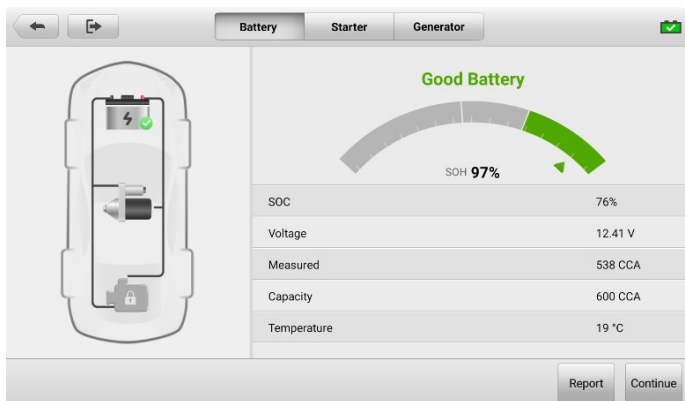 Battery Starter Generator
Good Battery
SOH 97%
SOC 76%
Voltage 12.41 V
Measured 538 CCA
Capacity 600 CCA
Temperature 19 °C
Report Continue